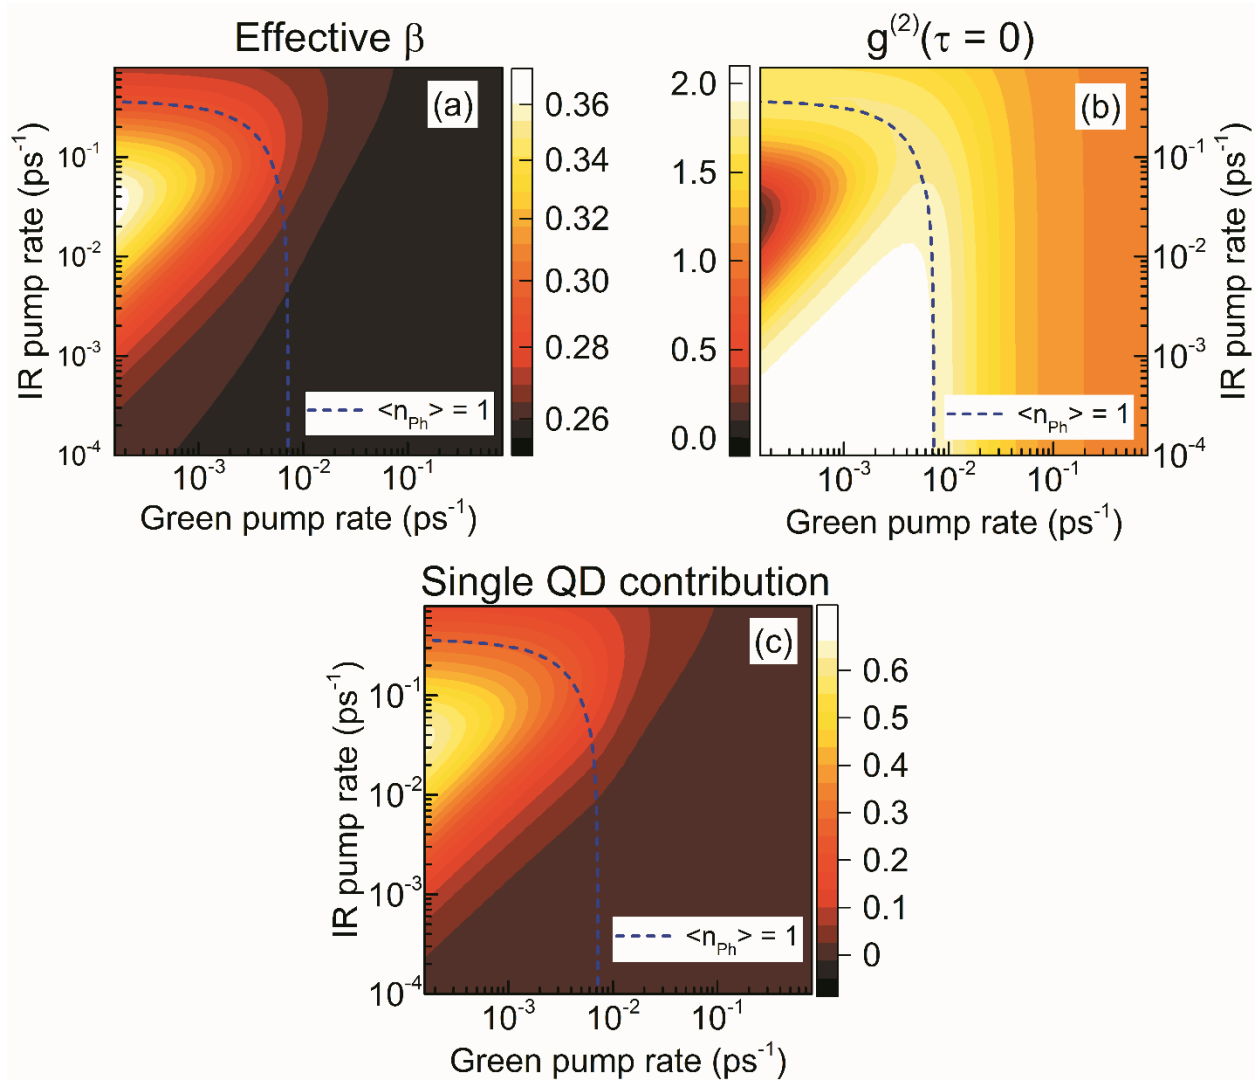 Effective β
(a)
IR pump rate (ps⁻¹)
10⁻¹
10⁻²
10⁻³
10⁻⁴
10⁻³
10⁻²
10⁻¹
Green pump rate (ps⁻¹)
<n_Ph> = 1
0.36
0.34
0.32
0.30
0.28
0.26
g⁽²⁾(τ = 0)
(b)
2.0
1.5
1.0
0.5
0.0
<n_Ph> = 1
10⁻³
10⁻²
10⁻¹
Green pump rate (ps⁻¹)
10⁻¹
10⁻²
10⁻³
10⁻⁴
IR pump rate (ps⁻¹)
Single QD contribution
(c)
IR pump rate (ps⁻¹)
10⁻¹
10⁻²
10⁻³
10⁻⁴
<n_Ph> = 1
10⁻³
10⁻²
10⁻¹
Green pump rate (ps⁻¹)
0.6
0.5
0.4
0.3
0.2
0.1
0